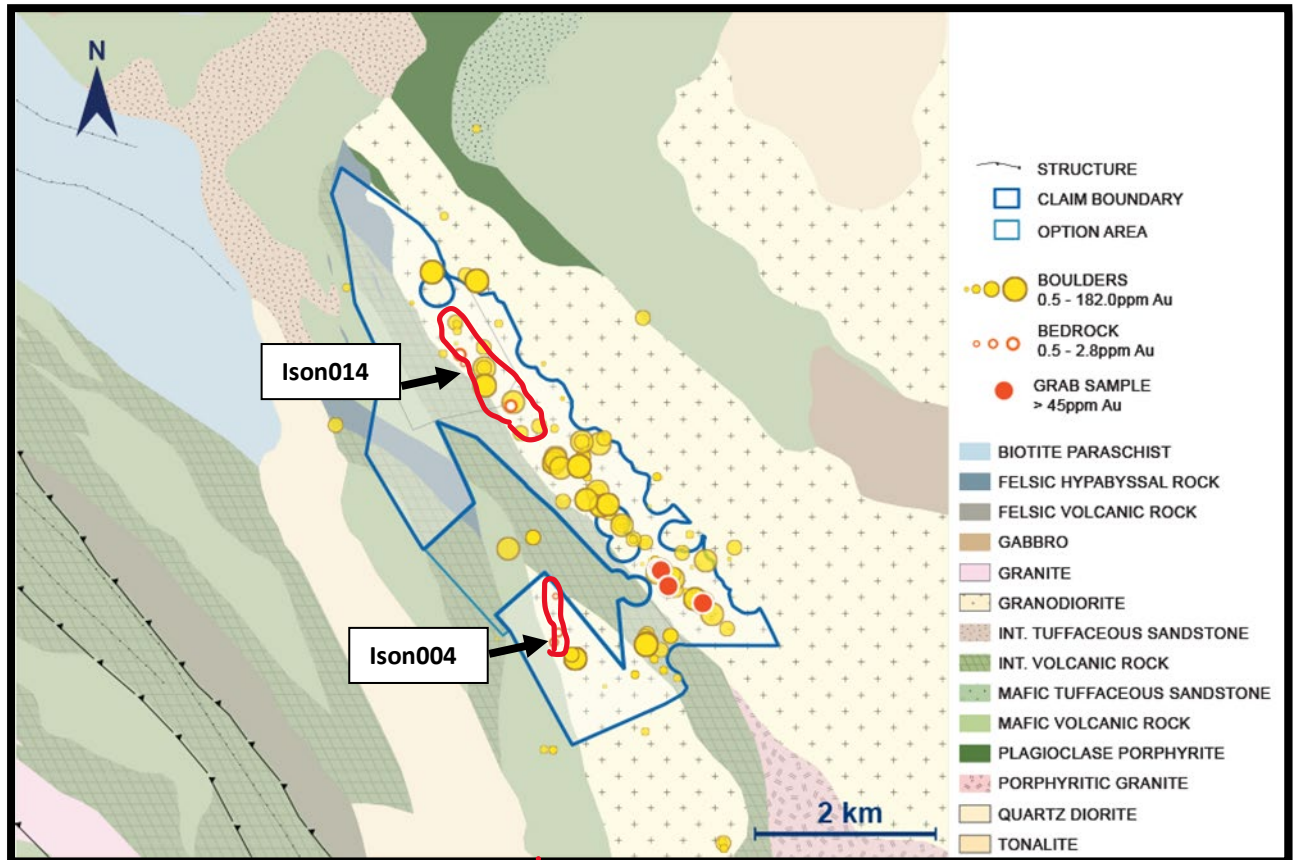 N
Ison014
Ison004
2 km
STRUCTURE
CLAIM BOUNDARY
OPTION AREA
BOULDERS
0.5 - 182.0ppm Au
BEDROCK
0.5 - 2.8ppm Au
GRAB SAMPLE
> 45ppm Au
BIOTITE PARASCHIST
FELSIC HYPABYSSAL ROCK
FELSIC VOLCANIC ROCK
GABBRO
GRANITE
GRANODIORITE
INT. TUFFACEOUS SANDSTONE
INT. VOLCANIC ROCK
MAFIC TUFFACEOUS SANDSTONE
MAFIC VOLCANIC ROCK
PLAGIOCLASE PORPHYRITE
PORPHYRITIC GRANITE
QUARTZ DIORITE
TONALITE